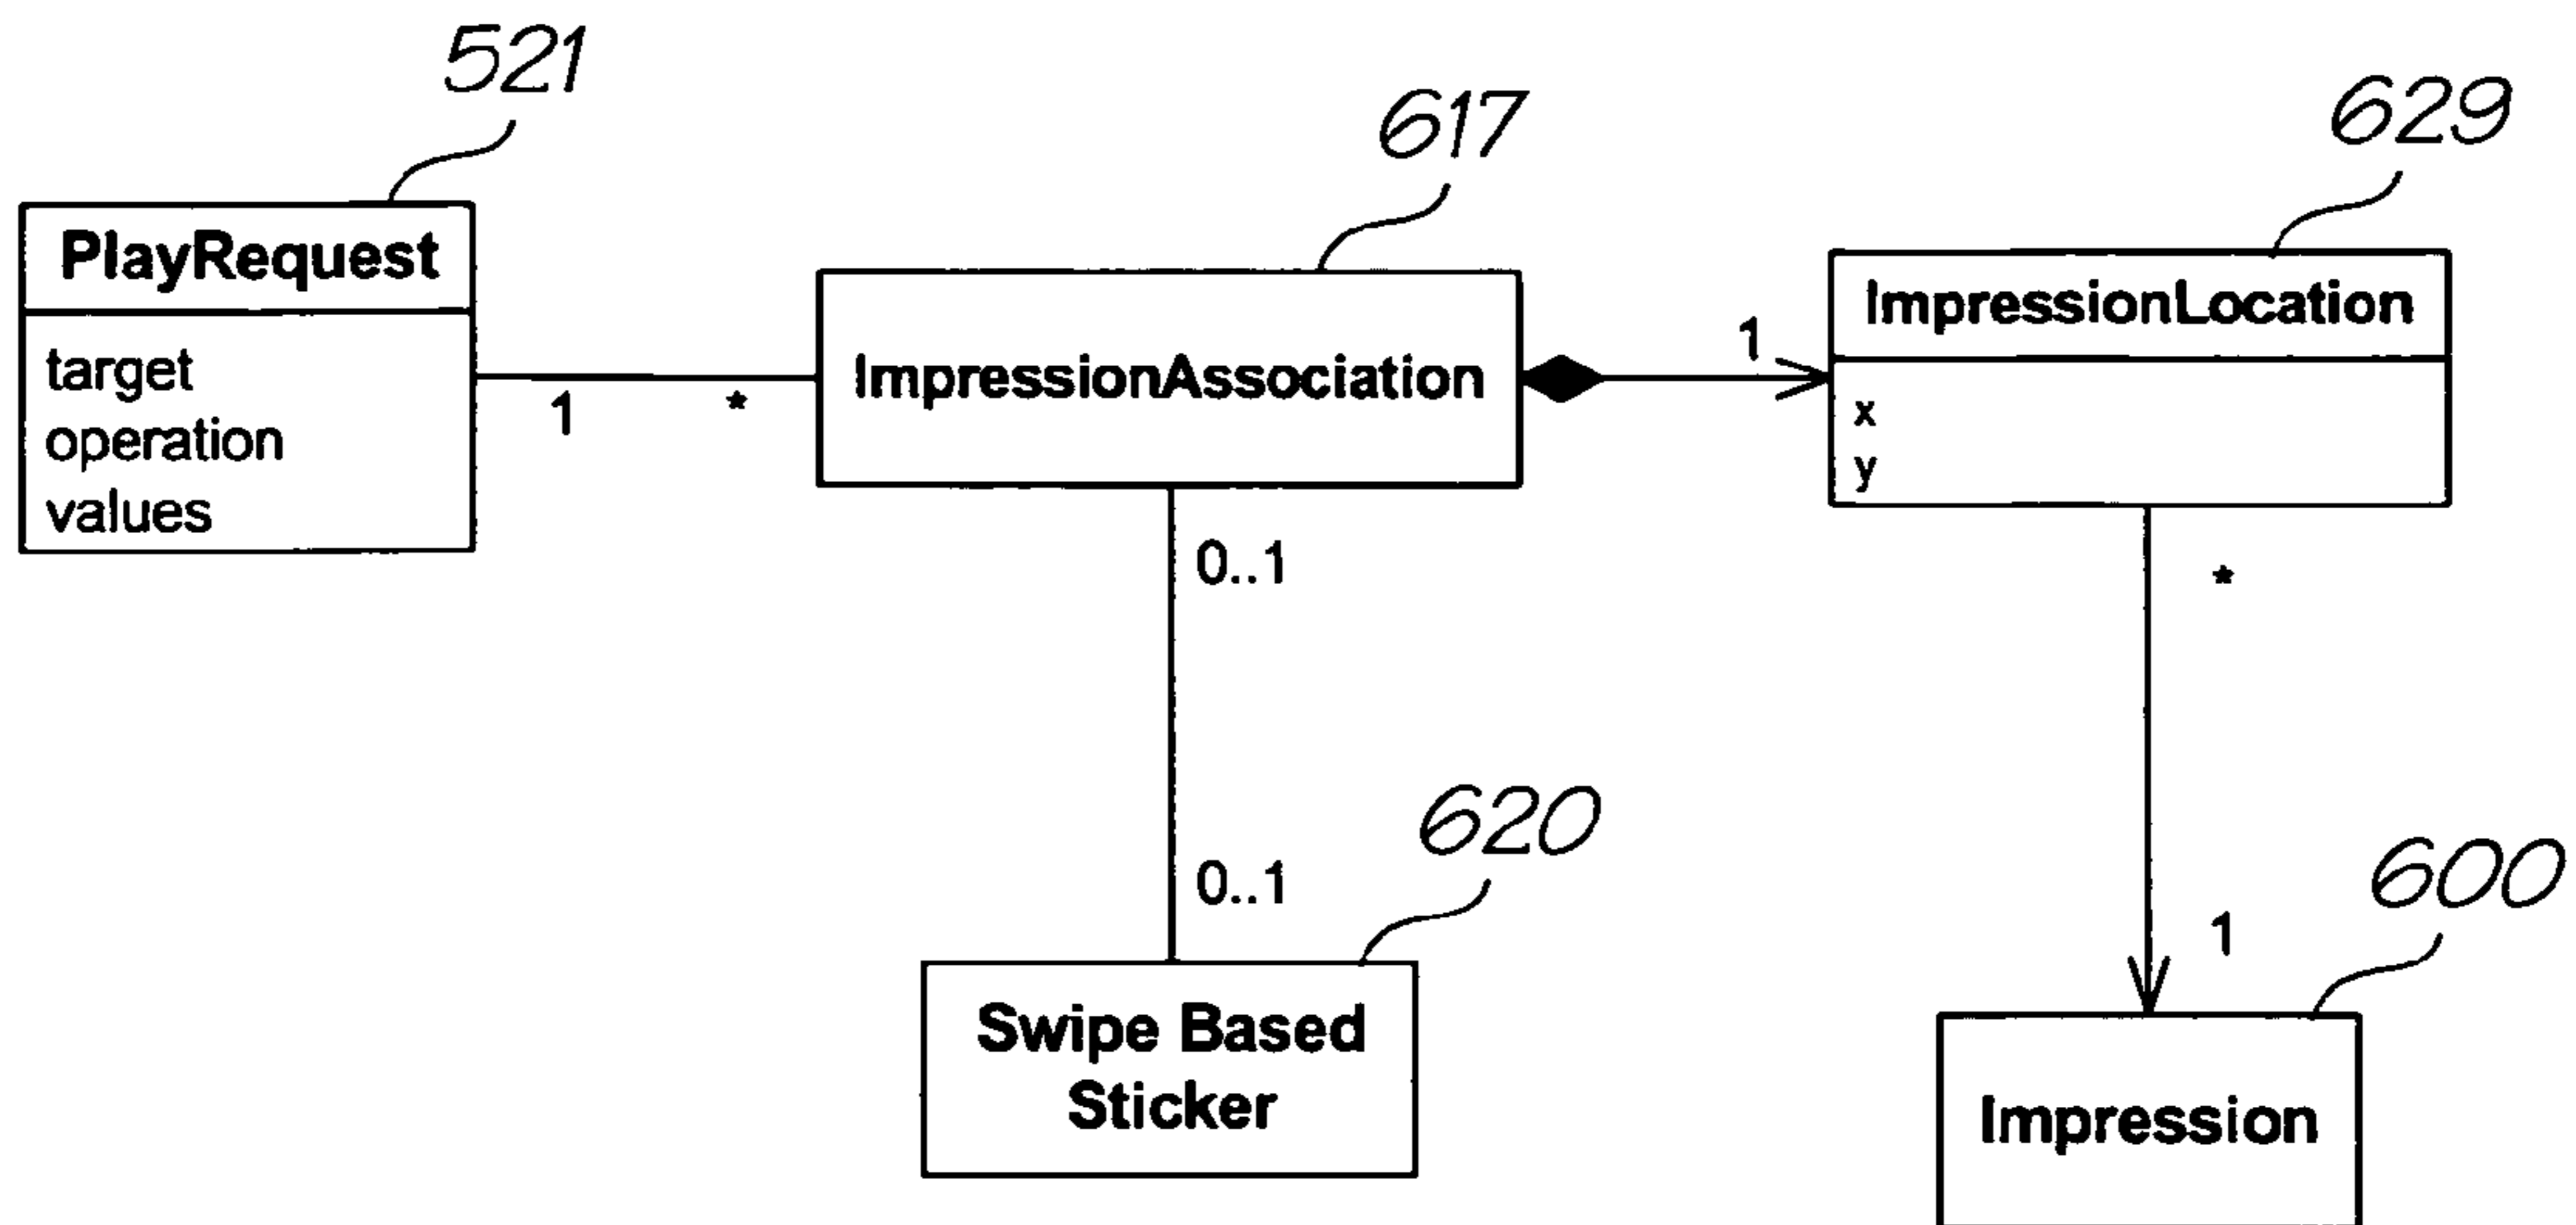 521
617
629
PlayRequest
target
operation
values
1
*
ImpressionAssociation
1
ImpressionLocation
x
y
0..1
*
0..1
620
1
600
Swipe Based
Sticker
Impression